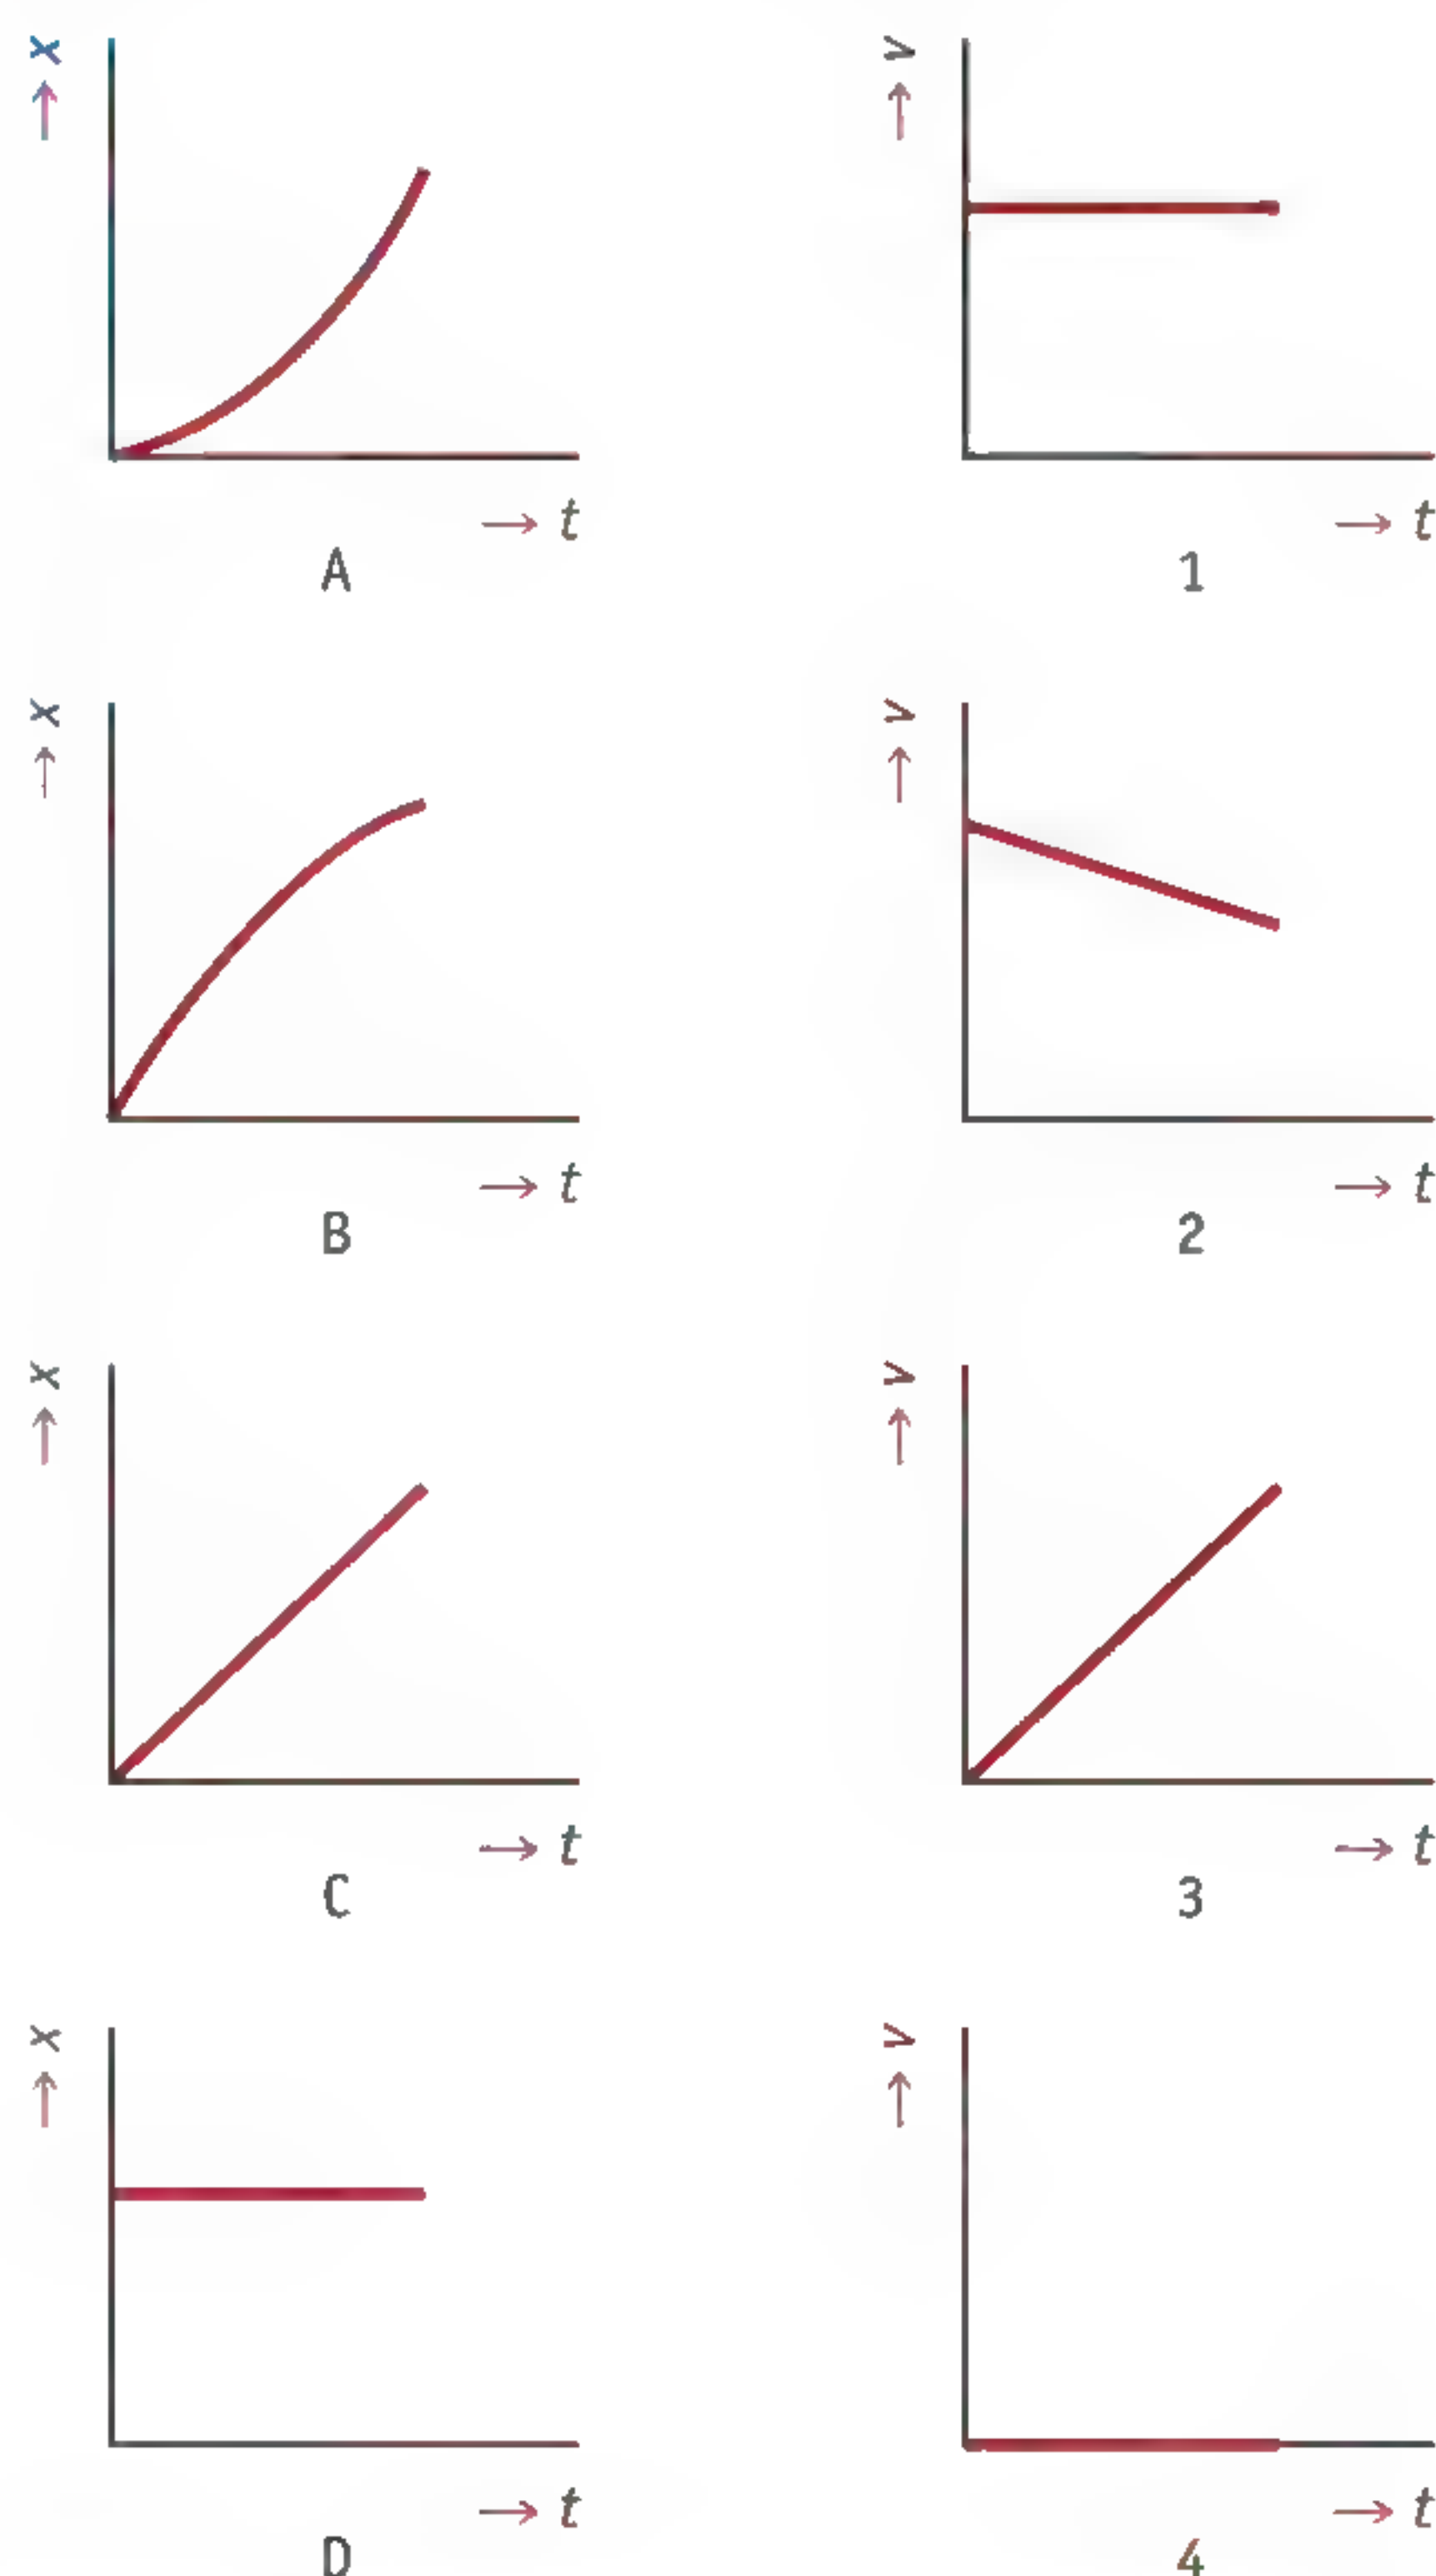 → x
→ v
→ t
→ t
A
1
→ x
→ v
→ t
→ t
B
2
→ x
→ v
→ t
→ t
C
3
→ x
→ v
→ t
→ t
D
4